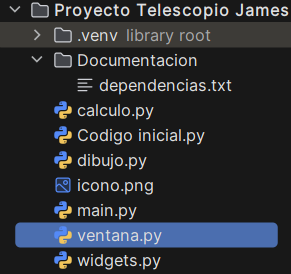 Proyecto Telescopio James
.venv library root
Documentacion
dependencias.txt
calculo.py
Codigo inicial.py
dibujo.py
icono.png
main.py
ventana.py
widgets.py